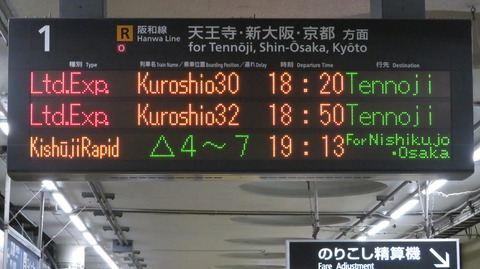 1 R 阪和線 天王寺・新大阪・京都 方面
Hanwa Line for Tennōji, Shin-Ōsaka, Kyōto
種別 Type 列車名 Train Name / 乗車位置 Boarding Position / 遅れ Delay 時刻 Departure Time 行先 Destination
Ltd.Exp. Kuroshio30 18:20 Tennoji
Ltd.Exp. Kuroshio32 18:50 Tennoji
KishūjiRapid △4～7 19:13 For Nishikujo・Osaka
のりこし精算機
Fare Adjustment